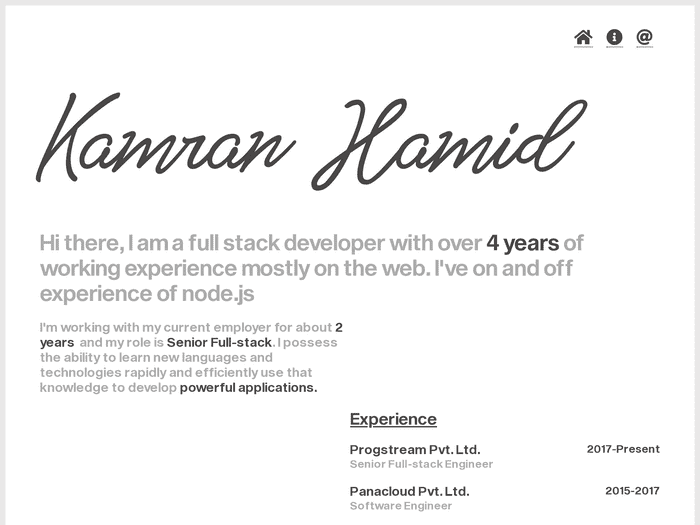 Kamran Hamid
Hi there, I am a full stack developer with over 4 years of
working experience mostly on the web. I've on and off
experience of node.js
I'm working with my current employer for about 2
years and my role is Senior Full-stack. I possess
the ability to learn new languages and
technologies rapidly and efficiently use that
knowledge to develop powerful applications.
Experience
Progstream Pvt. Ltd. 2017-Present
Senior Full-stack Engineer
Panacloud Pvt. Ltd. 2015-2017
Software Engineer